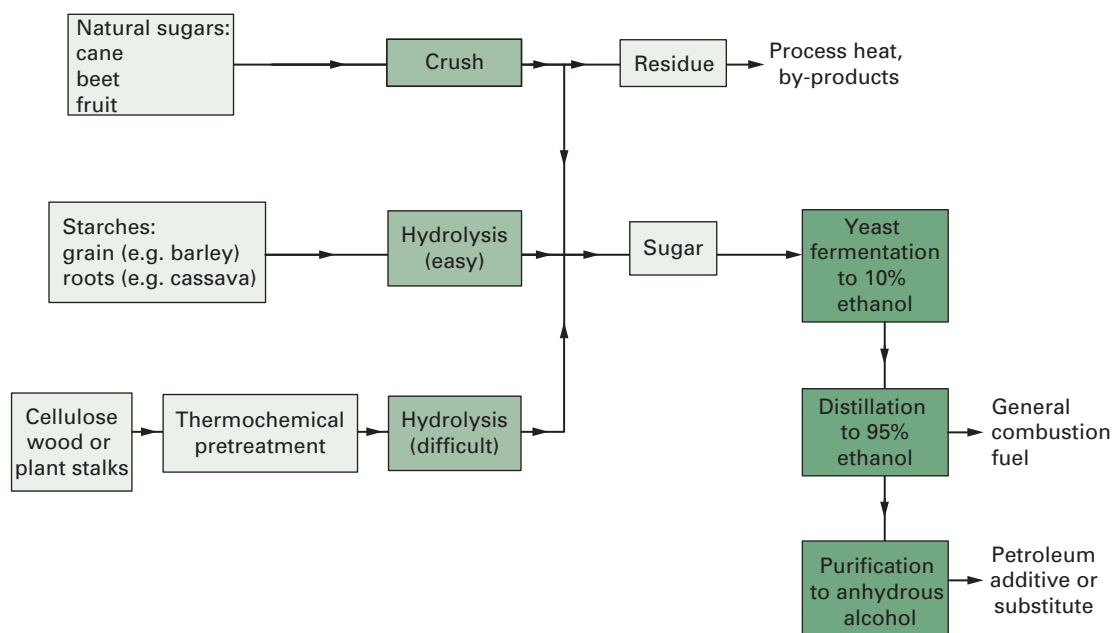 Natural sugars:
cane
beet
fruit
Crush
Residue
Process heat,
by-products
Starches:
grain (e.g. barley)
roots (e.g. cassava)
Hydrolysis
(easy)
Sugar
Yeast
fermentation
to 10%
ethanol
Cellulose
wood or
plant stalks
Thermochemical
pretreatment
Hydrolysis
(difficult)
Distillation
to 95%
ethanol
General
combustion
fuel
Purification
to anhydrous
alcohol
Petroleum
additive or
substitute